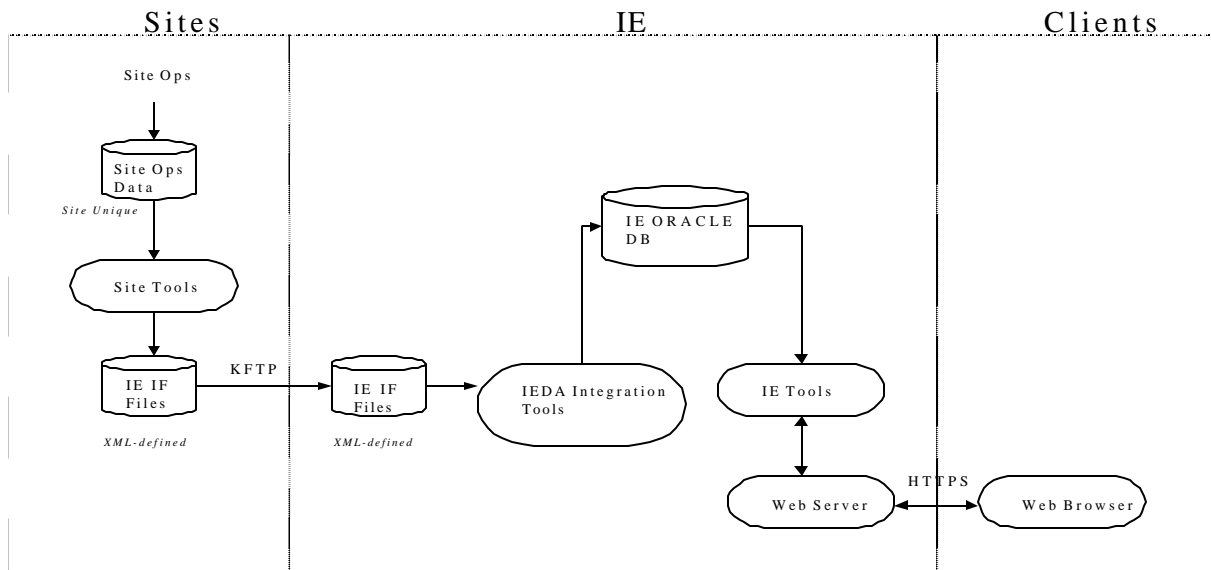 Sites
IE
Clients
Site Ops
Site Ops
Data
Site Unique
Site Tools
IE IF
Files
XML-defined
KFTP
IE IF
Files
XML-defined
IEDA Integration
Tools
IE ORACLE
DB
IE Tools
Web Server
HTTPS
Web Browser